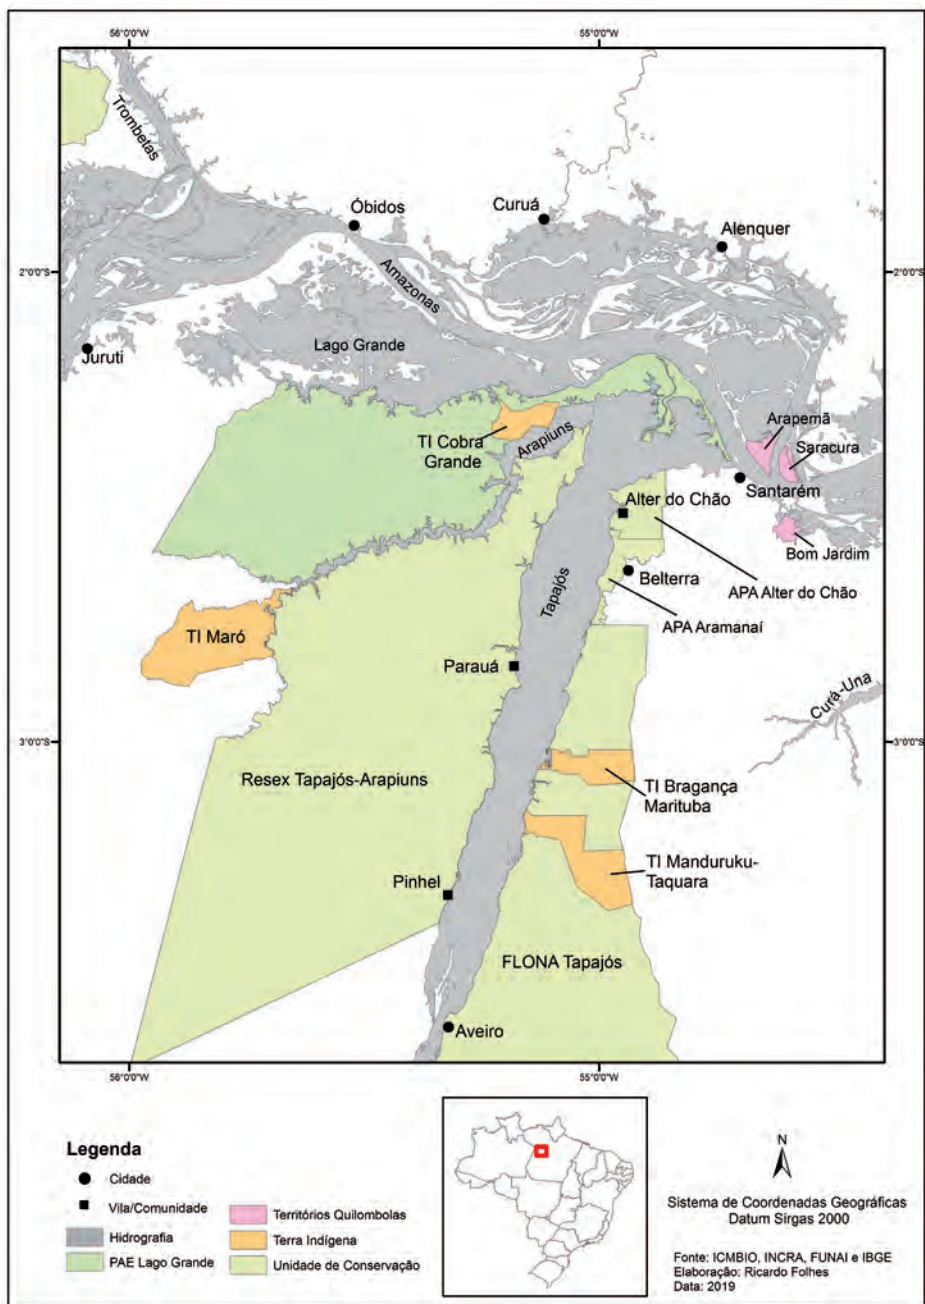 56°0'0"W
55°0'0"W
Trombetas
Óbidos
Curuá
Alenquer
2°0'0"S
2°0'0"S
Amazonas
Lago Grande
Juruti
TI Cobra
Grande
Arapiuns
Arapemã
Saracura
Santarém
Alter do Chão
Bom Jardim
Belterra
APA Alter do Chão
Tapajós
APA Aramanaí
TI Maró
Parauá
Curá-Una
3°0'0"S
3°0'0"S
Resex Tapajós-Arapiuns
TI Bragança
Marituba
TI Manduruku-
Taquara
Pinhel
FLONA Tapajós
Aveiro
56°0'0"W
55°0'0"W
Legenda
Cidade
Vila/Comunidade
Hidrografia
PAE Lago Grande
Territórios Quilombolas
Terra Indígena
Unidade de Conservação
N
Sistema de Coordenadas Geográficas
Datum Sirgas 2000
Fonte: ICMBIO, INCRA, FUNAI e IBGE
Elaboração: Ricardo Folhes
Data: 2019